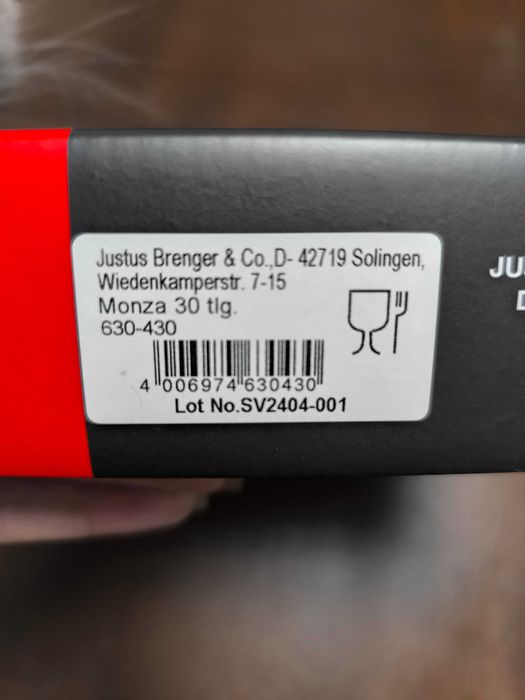 Justus Brenger & Co.,D- 42719 Solingen,
Wiedenkamperstr. 7-15
Monza 30 tlg.
630-430
4 006974 630430
Lot No.SV2404-001
JU
D